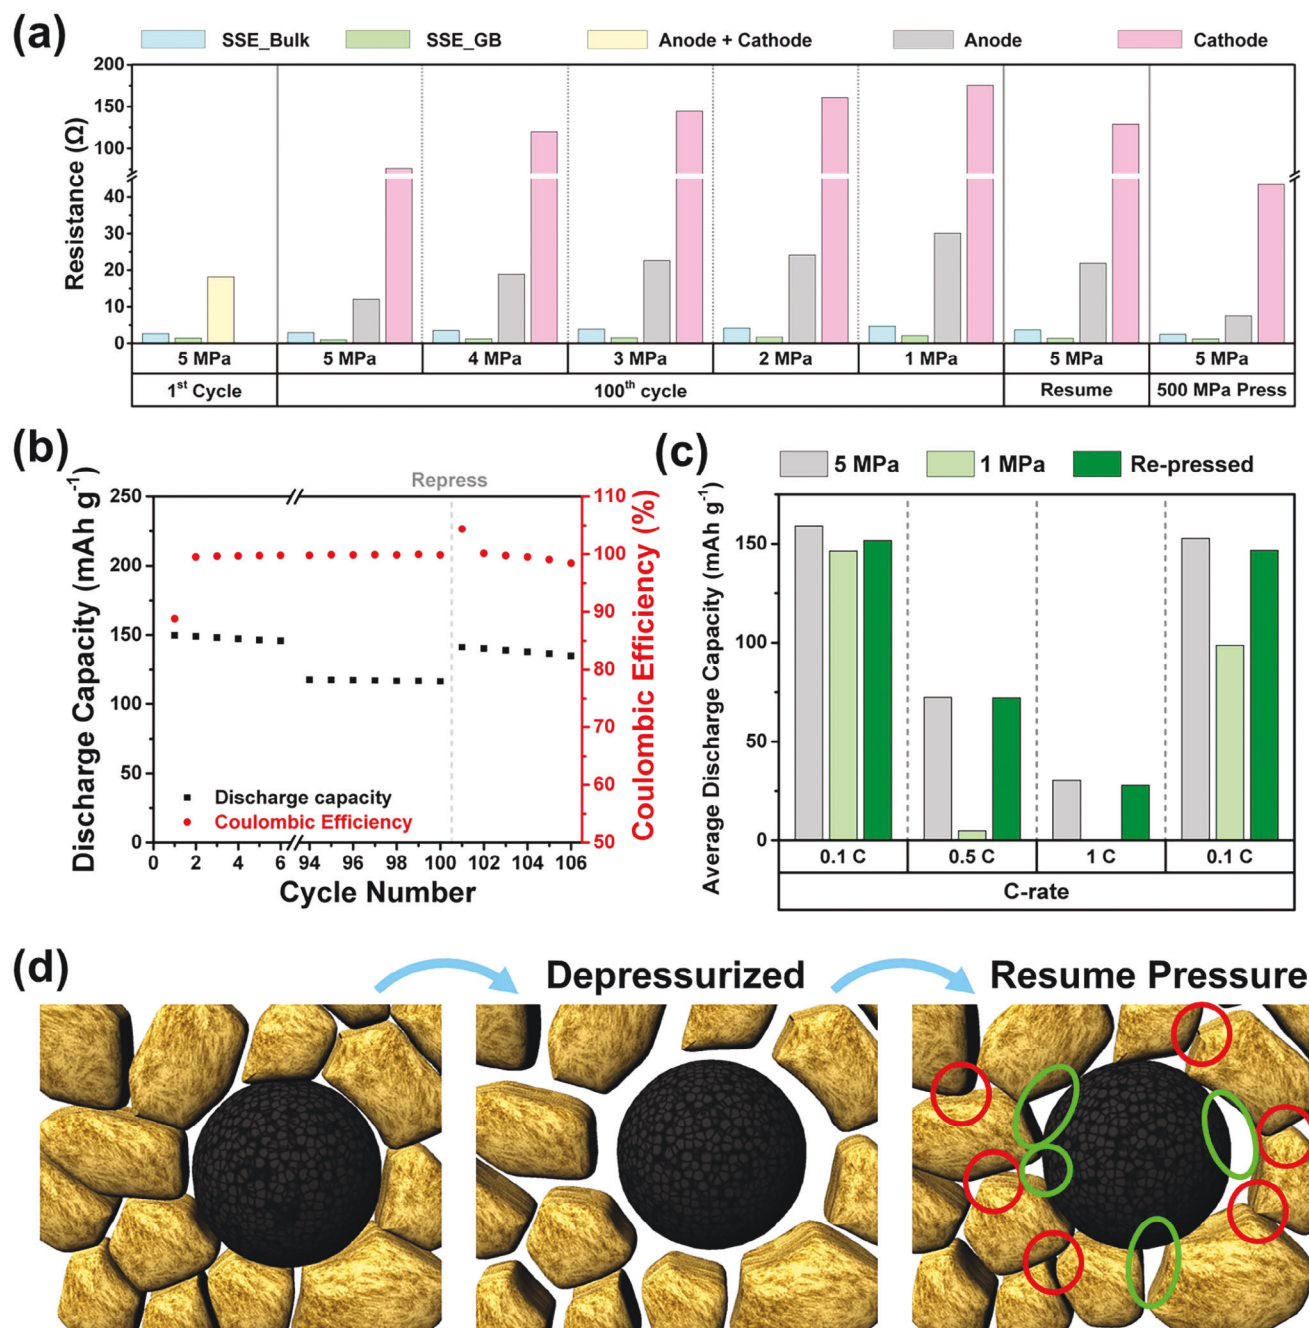 (a)
SSE_Bulk SSE_GB Anode + Cathode Anode Cathode
Resistance (Ω)
200
150
100
40
30
20
10
0
5 MPa 5 MPa 4 MPa 3 MPa 2 MPa 1 MPa 5 MPa 5 MPa
1st Cycle 100th cycle Resume 500 MPa Press
(b)
Repress
Discharge Capacity (mAh g-1)
250
200
150
100
50
0
Coulombic Efficiency (%)
110
100
90
80
70
60
50
Discharge capacity
Coulombic Efficiency
0 2 4 6 94 96 98 100 102 104 106
Cycle Number
(c)
5 MPa 1 MPa Re-pressed
Average Discharge Capacity (mAh g-1)
150
100
50
0
0.1 C 0.5 C 1 C 0.1 C
C-rate
(d)
Depressurized Resume Pressure